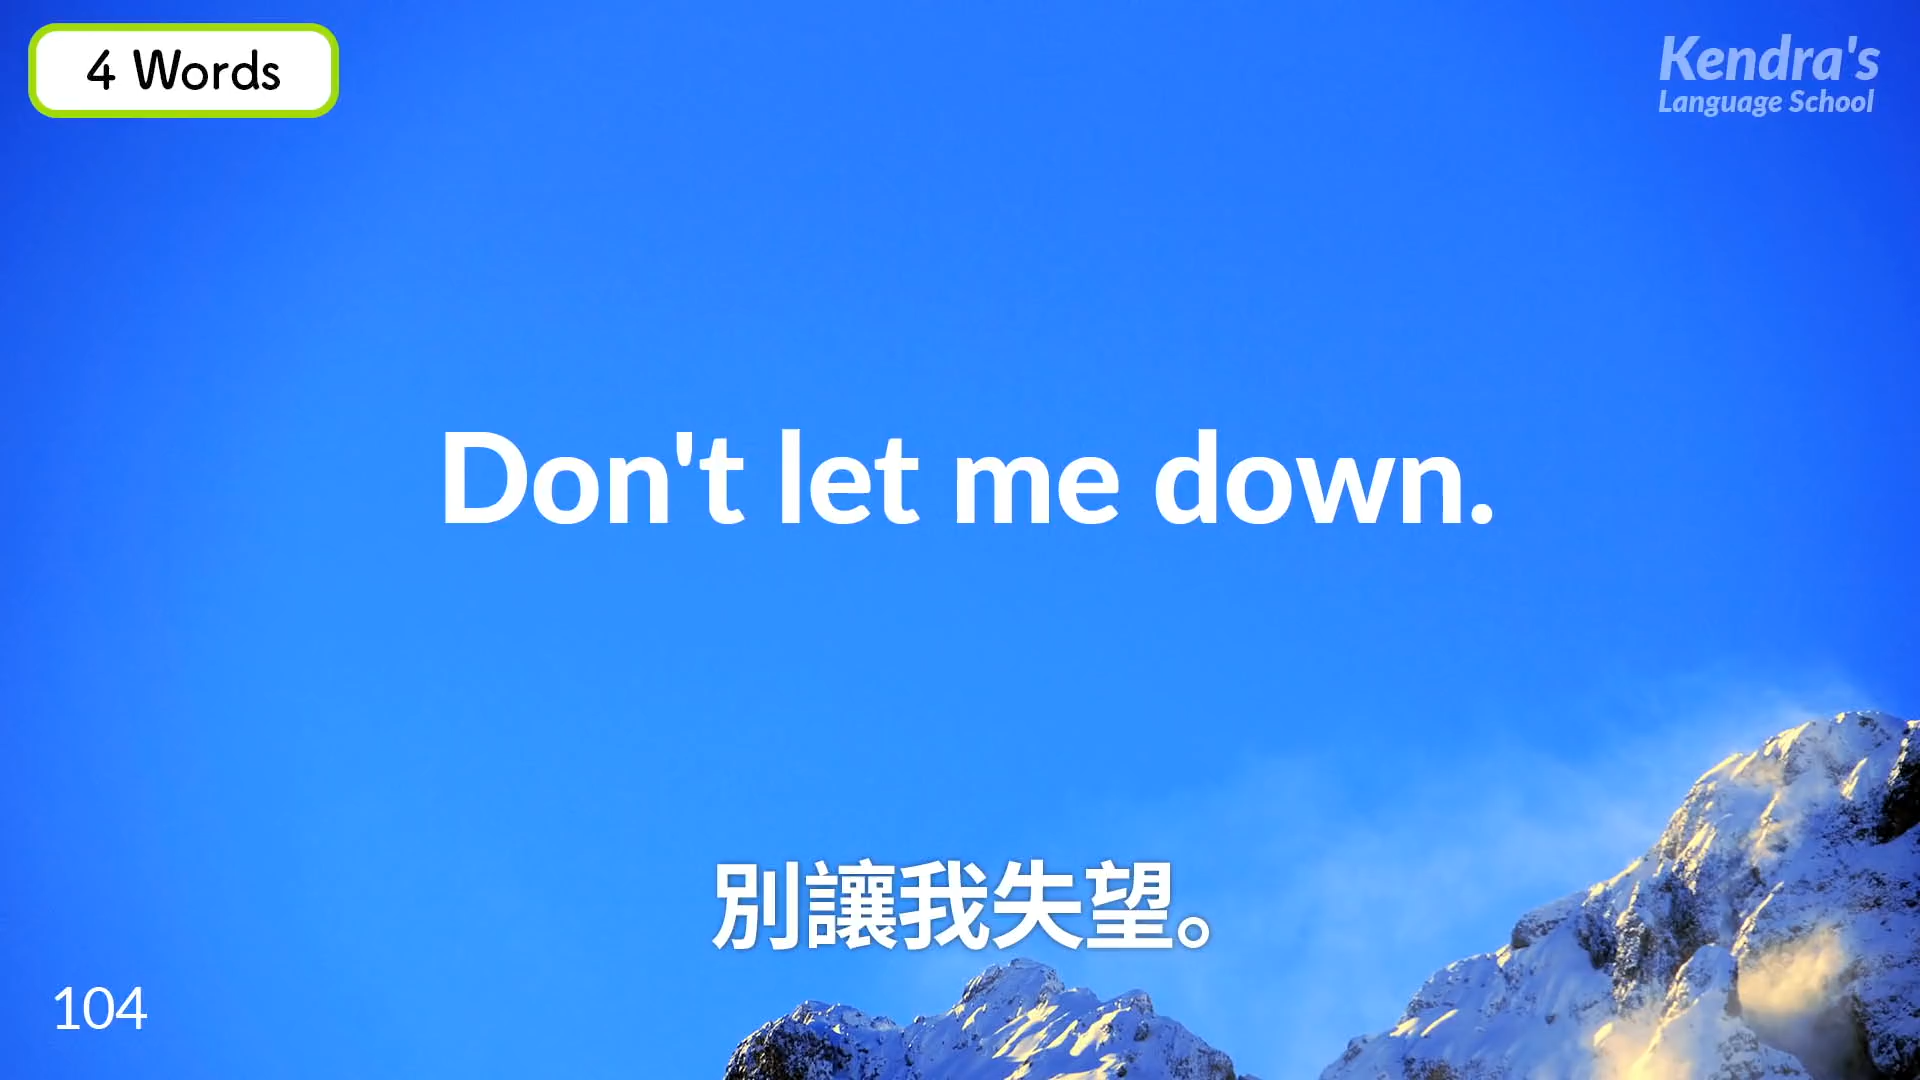 4 Words
Kendra's
Language School
Don't let me down.
別讓我失望。
104